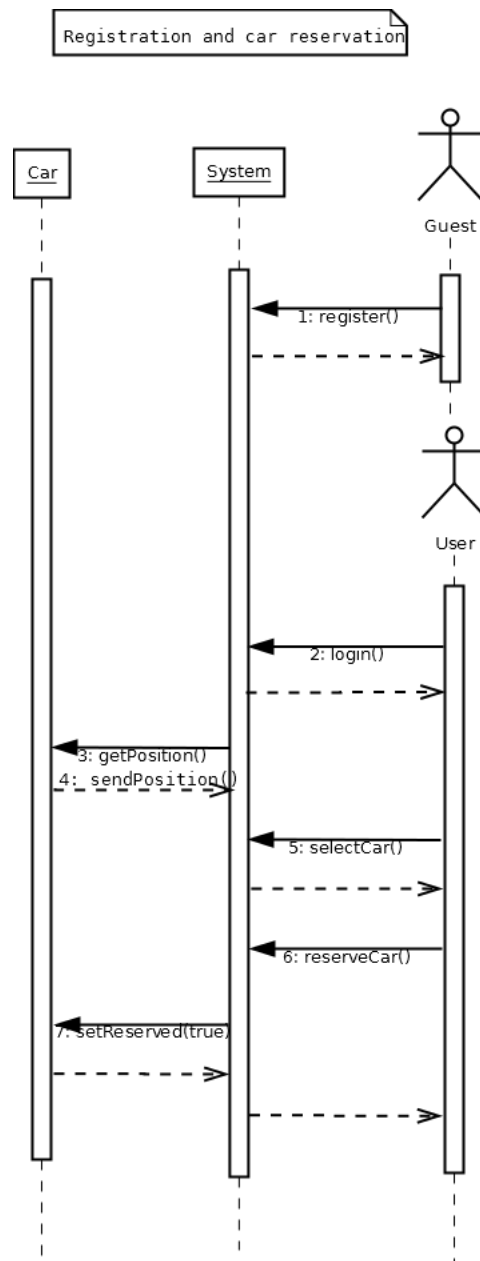 Registration and car reservation
Car
System
Guest
1: register()
User
2: login()
3: getPosition()
4: sendPosition()
5: selectCar()
6: reserveCar()
7: setReserved(true)